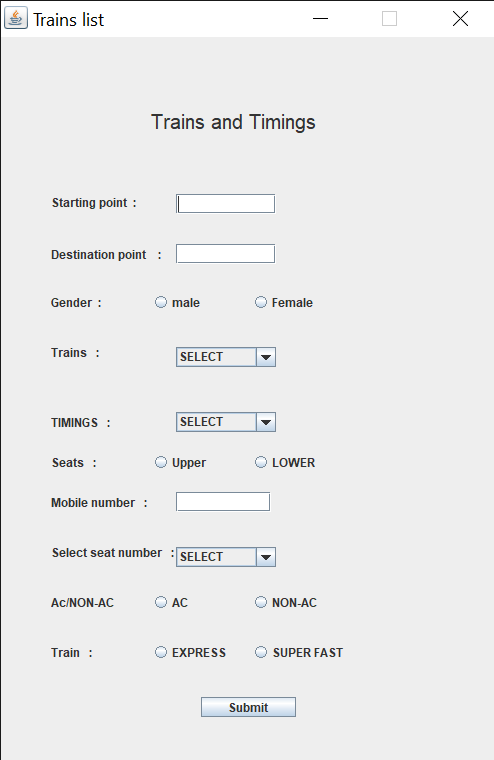 Trains list
Trains and Timings
Starting point :
Destination point :
Gender : male Female
Trains : SELECT
TIMINGS : SELECT
Seats : Upper LOWER
Mobile number :
Select seat number : SELECT
Ac/NON-AC AC NON-AC
Train : EXPRESS SUPER FAST
Submit